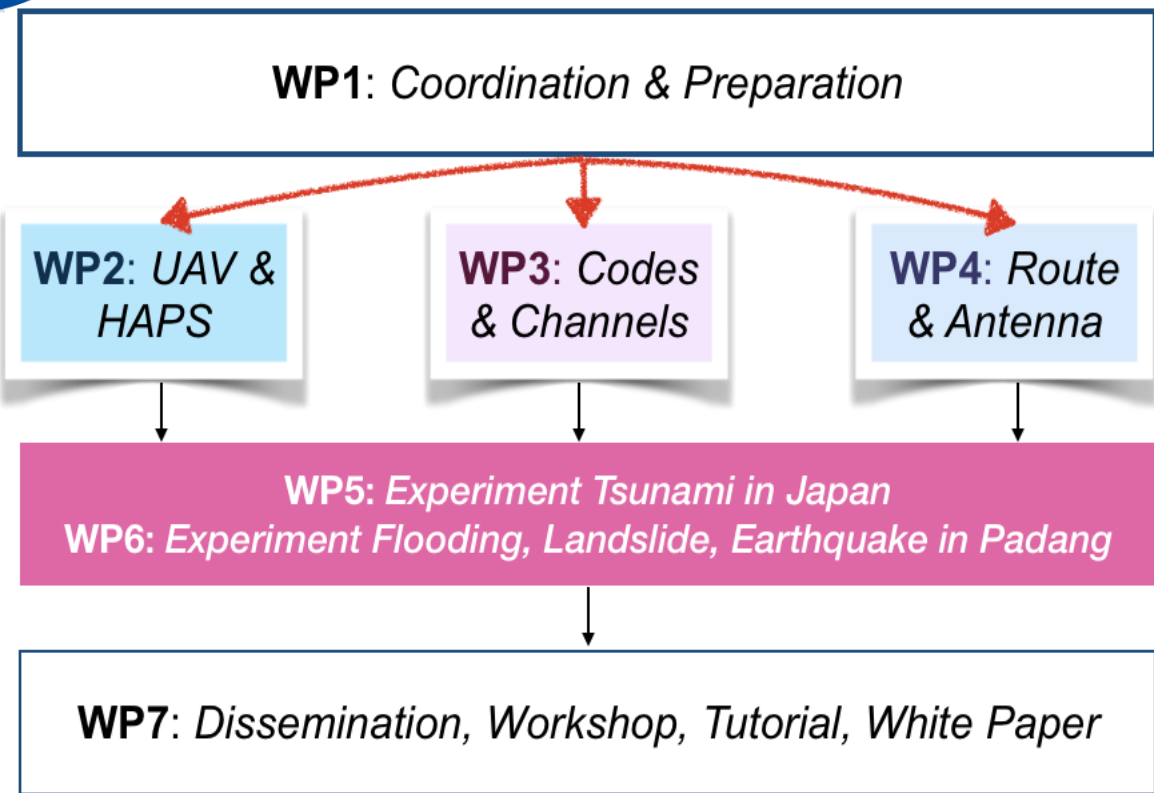 WP1: Coordination & Preparation
WP2: UAV &
HAPS
WP3: Codes
& Channels
WP4: Route
& Antenna
WP5: Experiment Tsunami in Japan
WP6: Experiment Flooding, Landslide, Earthquake in Padang
WP7: Dissemination, Workshop, Tutorial, White Paper